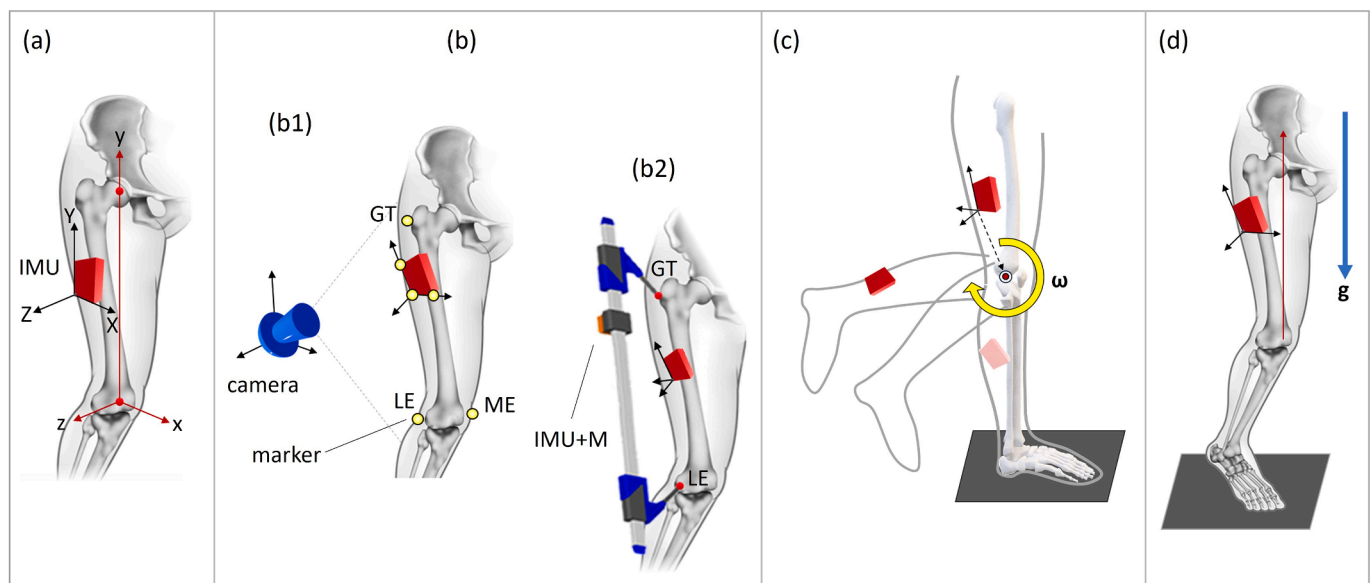 (a)
y
Y
IMU
Z
X
z
x
(b)
(b1)
GT
camera
LE
ME
marker
(b2)
GT
IMU+M
LE
(c)
ω
(d)
g